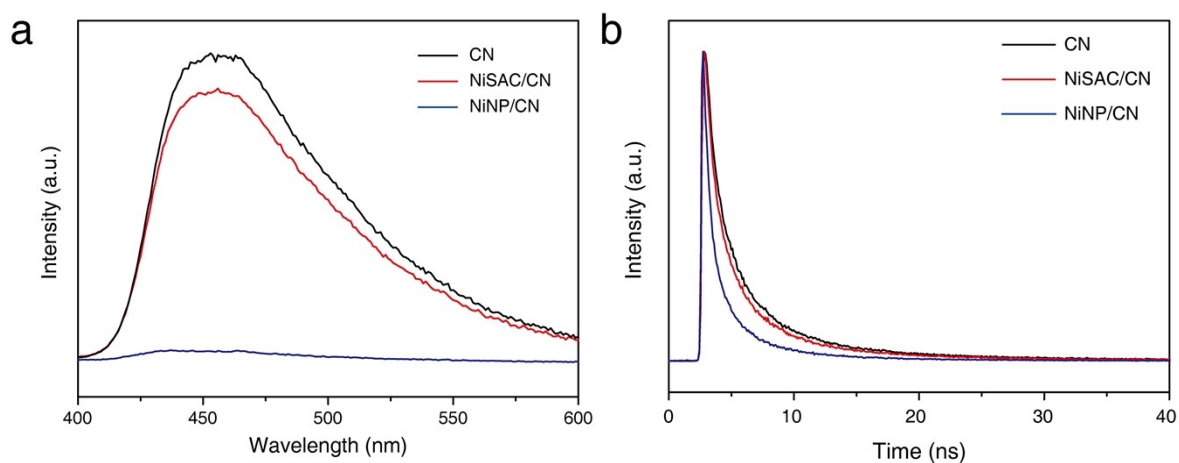 a
CN
NiSAC/CN
NiNP/CN
Intensity (a.u.)
400 450 500 550 600
Wavelength (nm)
b
CN
NiSAC/CN
NiNP/CN
Intensity (a.u.)
0 10 20 30 40
Time (ns)